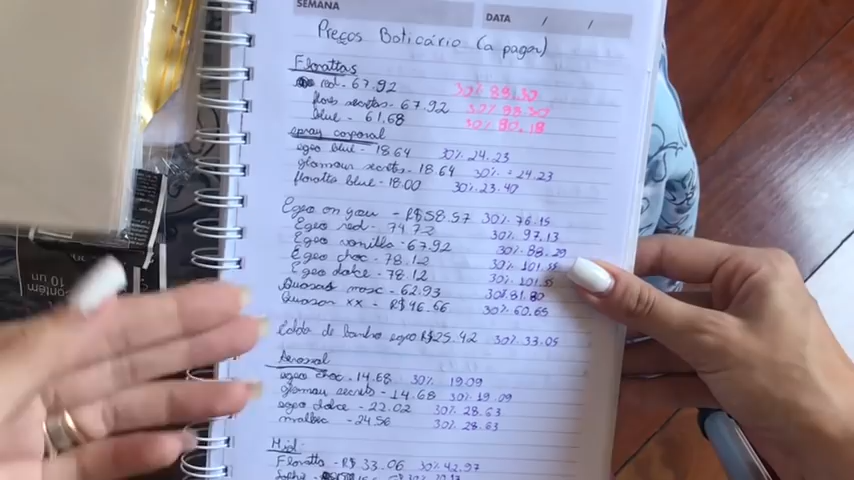 SEMANA
DATA / /
Preços Boticário (a pagar)
Florattas
red - 67.92 30% 88.30
flores secretas - 67.92 30% 88.30
blue - 61.68 30% 80.18
spray corporal
egeo blue - 18.64 30% 24.23
glamour secrets - 18.64 30% = 24.23
floratta blue - 18.00 30% 23.40
Egeo on you - R$58.57 30% 76.15
Egeo red - 74.72 30% 97.13
Egeo vanilla - 67.92 30% 88.29
Egeo choc - 78.12 30% 101.55
Egeo dolce - 78.12 30% 101.55
Quasar masc - 62.93 30% 81.80
Quasar xx - R$46.66 30% 60.65
Calda de banho egeo R$25.42 30% 33.05
Aerossol
egeo choc - 14.68 30% 19.09
glamour secrets - 14.68 30% 19.09
egeo dolce - 22.02 30% 28.63
malbec - 24.56 30% 28.63
Hid.
Floratta - R$ 33.06 30% 42.97
10 un